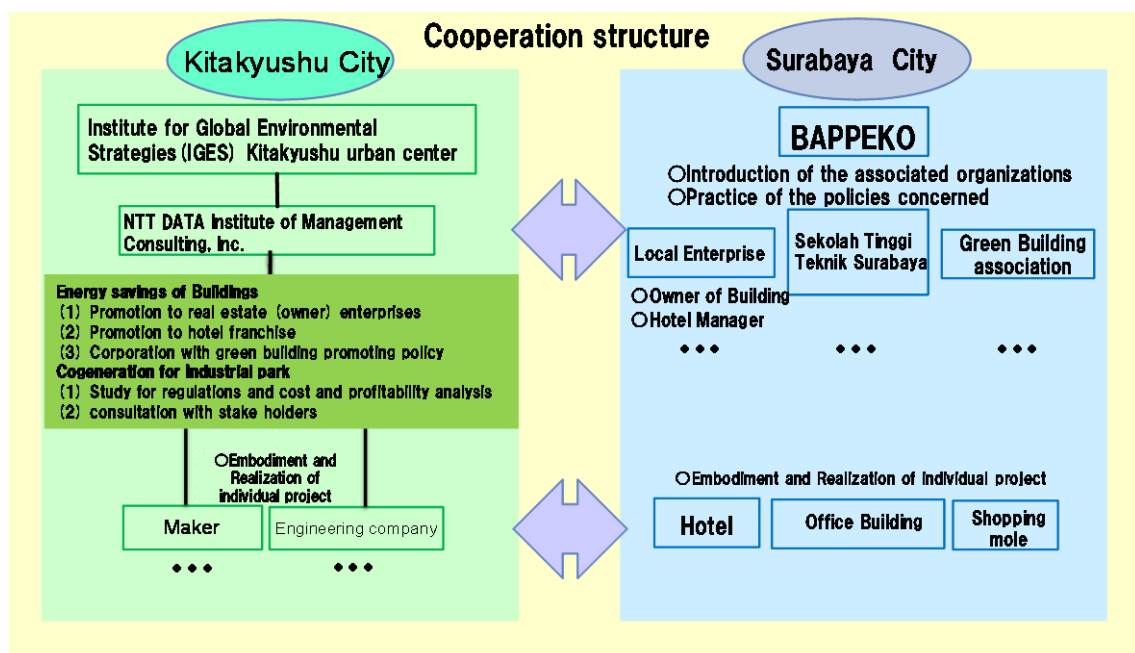 Cooperation structure
Kitakyushu City
Institute for Global Environmental
Strategies (IGES) Kitakyushu urban center
NTT DATA Institute of Management
Consulting, Inc.
Energy savings of Buildings
(1) Promotion to real estate (owner) enterprises
(2) Promotion to hotel franchise
(3) Corporation with green building promoting policy
Cogeneration for Industrial park
(1) Study for regulations and cost and profitability analysis
(2) consultation with stake holders
○Embodiment and
Realization of
individual project
Maker
Engineering company
●●●
●●●
Surabaya City
BAPPEKO
○Introduction of the associated organizations
○Practice of the policies concerned
Local Enterprise
Sekolah Tinggi
Teknik Surabaya
Green Building
association
○Owner of Building
○Hotel Manager
●●●
●●●
●●●
○Embodiment and Realization of individual project
Hotel
Office Building
Shopping
mole